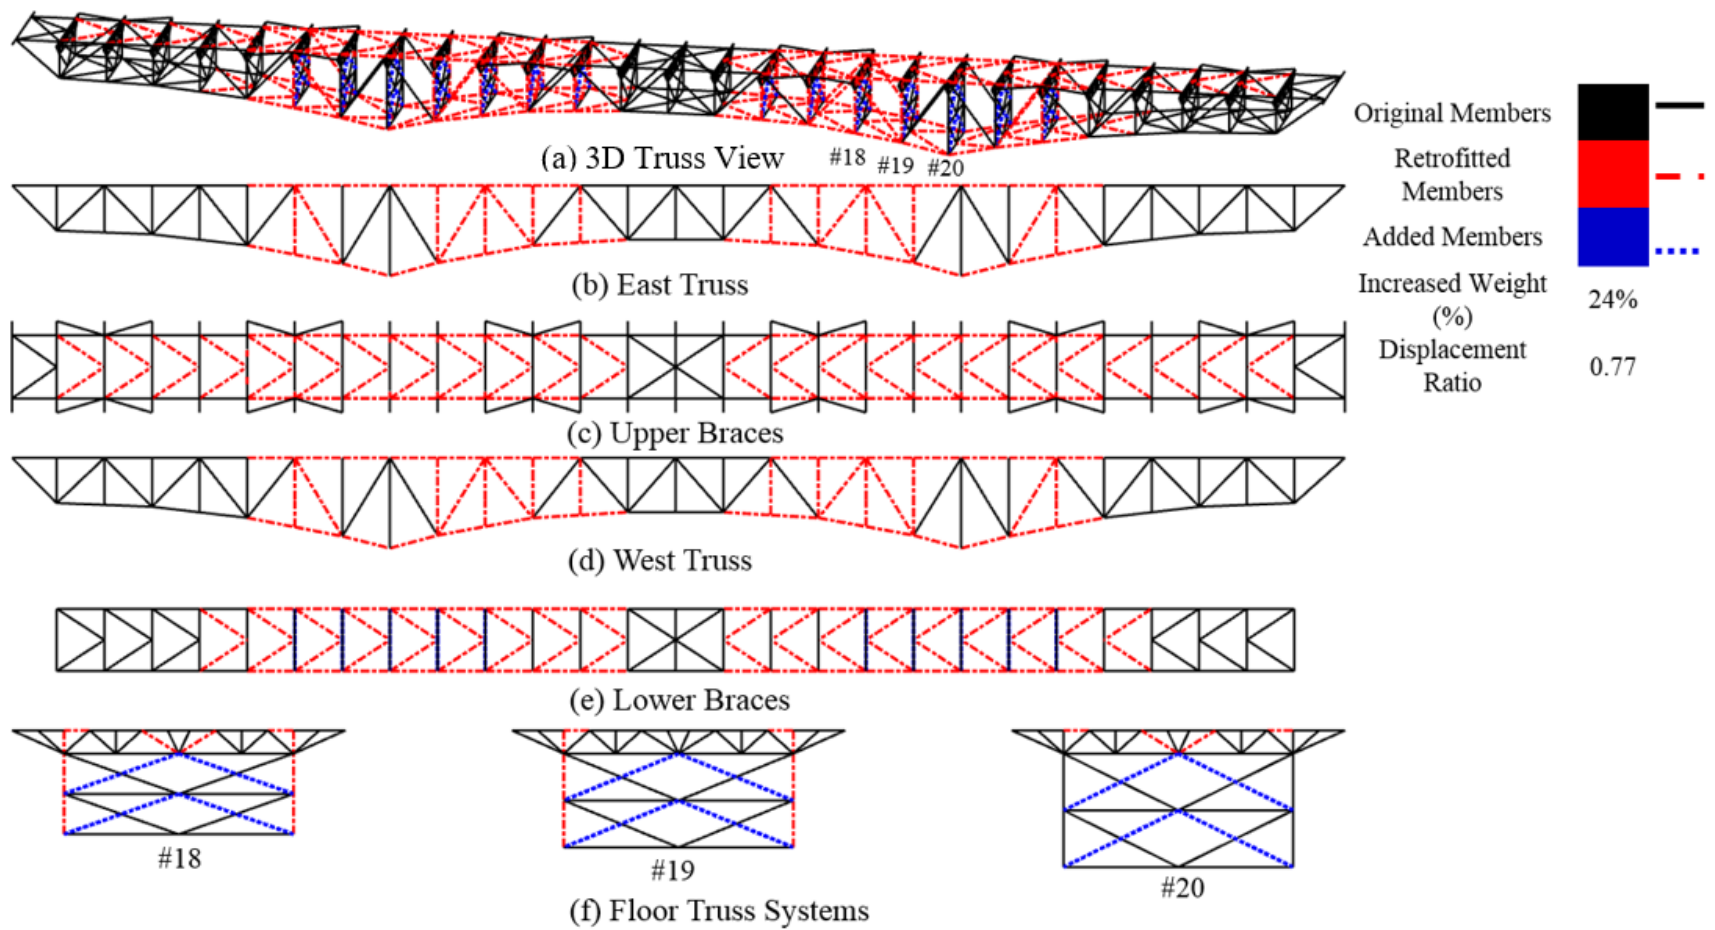 (a) 3D Truss View
#18
#19
#20
Original Members
Retrofitted
Members
Added Members
Increased Weight
(%)
24%
Displacement
Ratio
0.77
(b) East Truss
(c) Upper Braces
(d) West Truss
(e) Lower Braces
#18
#19
#20
(f) Floor Truss Systems